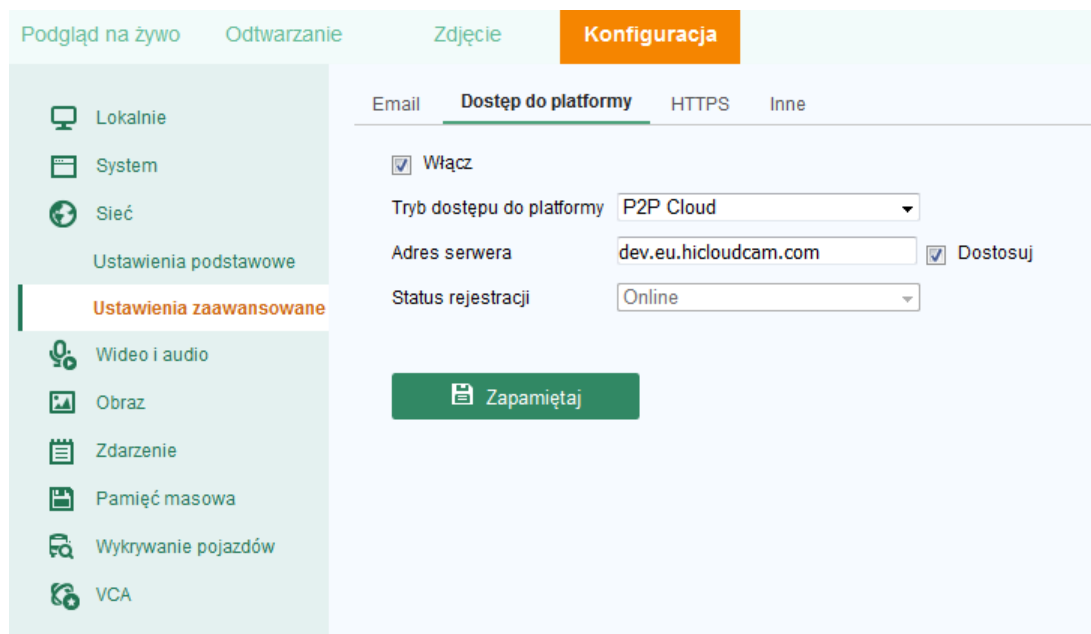 Podgląd na żywo Odtwarzanie Zdjęcie Konfiguracja
Lokalnie
System
Sieć
Ustawienia podstawowe
Ustawienia zaawansowane
Wideo i audio
Obraz
Zdarzenie
Pamięć masowa
Wykrywanie pojazdów
VCA
Email Dostęp do platformy HTTPS Inne
Włącz
Tryb dostępu do platformy P2P Cloud
Adres serwera dev.eu.hicloudcam.com Dostosuj
Status rejestracji Online
Zapamiętaj